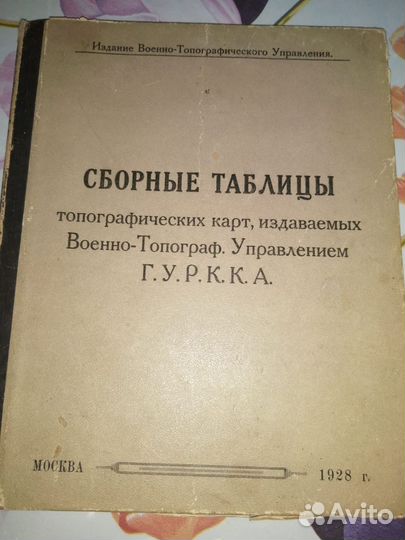 Издание Военно-Топографического Управления.
СБОРНЫЕ ТАБЛИЦЫ
топографических карт, издаваемых
Военно-Топограф. Управлением
Г. У. Р. К. К. А.
МОСКВА 1928 г.
Avito